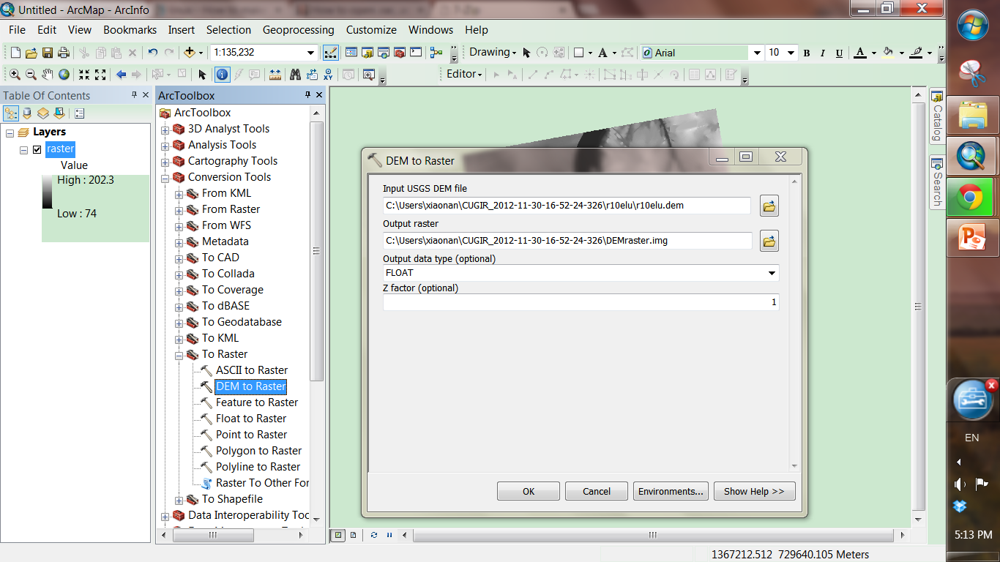 Untitled - ArcMap - ArcInfo
File Edit View Bookmarks Insert Selection Geoprocessing Customize Windows Help
1:135,232
Drawing
Arial
10
B I U A
Editor
Table Of Contents
Layers
raster
Value
High : 202.3
Low : 74
ArcToolbox
ArcToolbox
3D Analyst Tools
Analysis Tools
Cartography Tools
Conversion Tools
From KML
From Raster
From WFS
Metadata
To CAD
To Collada
To Coverage
To dBASE
To Geodatabase
To KML
To Raster
ASCII to Raster
DEM to Raster
Feature to Raster
Float to Raster
Point to Raster
Polygon to Raster
Polyline to Raster
Raster To Other For
To Shapefile
Data Interoperability Too
DEM to Raster
Input USGS DEM file
C:\Users\xiaonan\CUGIR_2012-11-30-16-52-24-326\r10elu\r10elu.dem
Output raster
C:\Users\xiaonan\CUGIR_2012-11-30-16-52-24-326\DEMraster.img
Output data type (optional)
FLOAT
Z factor (optional)
1
OK Cancel Environments... Show Help >>
Catalog
Search
1367212.512 729640.105 Meters
EN
5:13 PM